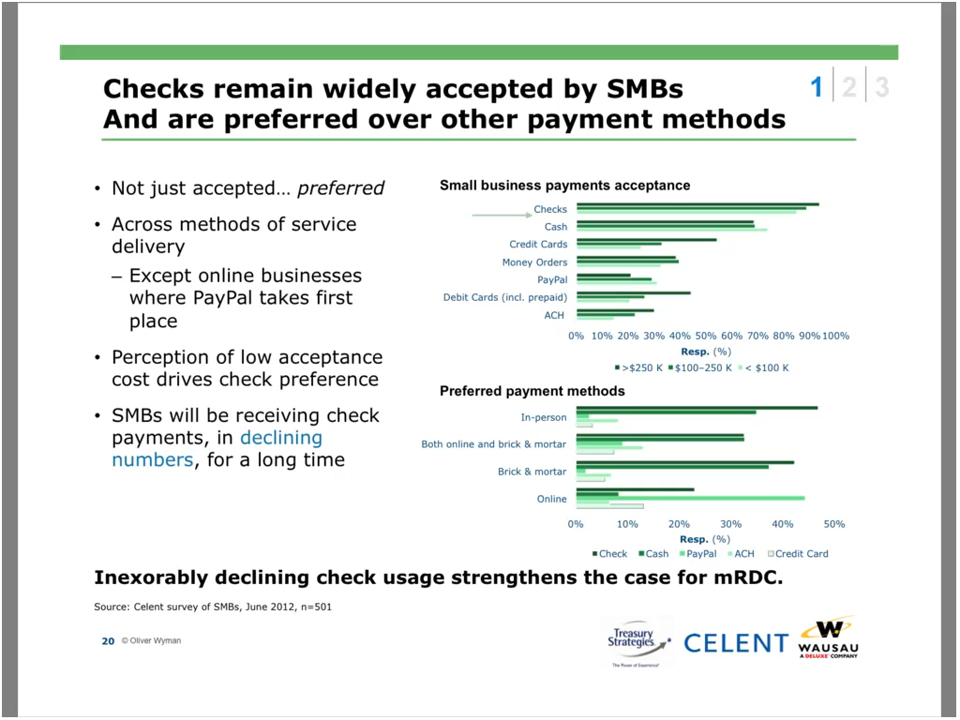 Checks remain widely accepted by SMBs
And are preferred over other payment methods
1 2 3
• Not just accepted… preferred
• Across methods of service
delivery
– Except online businesses
where PayPal takes first
place
• Perception of low acceptance
cost drives check preference
• SMBs will be receiving check
payments, in declining
numbers, for a long time
Small business payments acceptance
Checks
Cash
Credit Cards
Money Orders
PayPal
Debit Cards (incl. prepaid)
ACH
0% 10% 20% 30% 40% 50% 60% 70% 80% 90% 100%
Resp. (%)
>$250 K $100–250 K < $100 K
Preferred payment methods
In-person
Both online and brick & mortar
Brick & mortar
Online
0% 10% 20% 30% 40% 50%
Resp. (%)
Check Cash PayPal ACH Credit Card
Inexorably declining check usage strengthens the case for mRDC.
Source: Celent survey of SMBs, June 2012, n=501
20 © Oliver Wyman
Treasury
Strategies
The Power of Experience
CELENT
W
WAUSAU
A DELUXE COMPANY